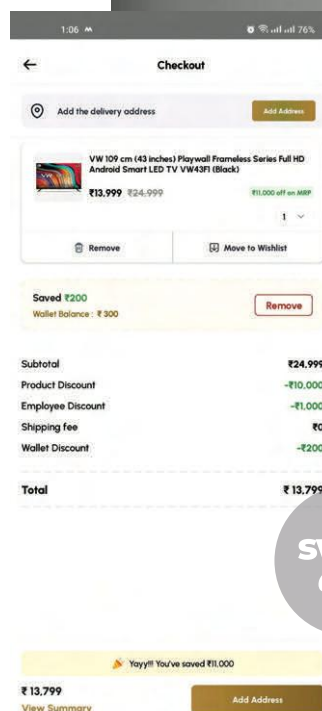 1:06
76%
Checkout
Add the delivery address
Add Address
VW 109 cm (43 inches) Playwall Frameless Series Full HD
Android Smart LED TV VW43F1 (Black)
₹13,999 ₹24,999
₹11,000 off on MRP
1
Remove
Move to Wishlist
Saved ₹200
Wallet Balance : ₹ 300
Remove
Subtotal ₹24,999
Product Discount -₹10,000
Employee Discount -₹1,000
Shipping fee ₹0
Wallet Discount -₹200
Total ₹ 13,799
Yayy!!! You've saved ₹11,000
₹ 13,799
View Summary
Add Address